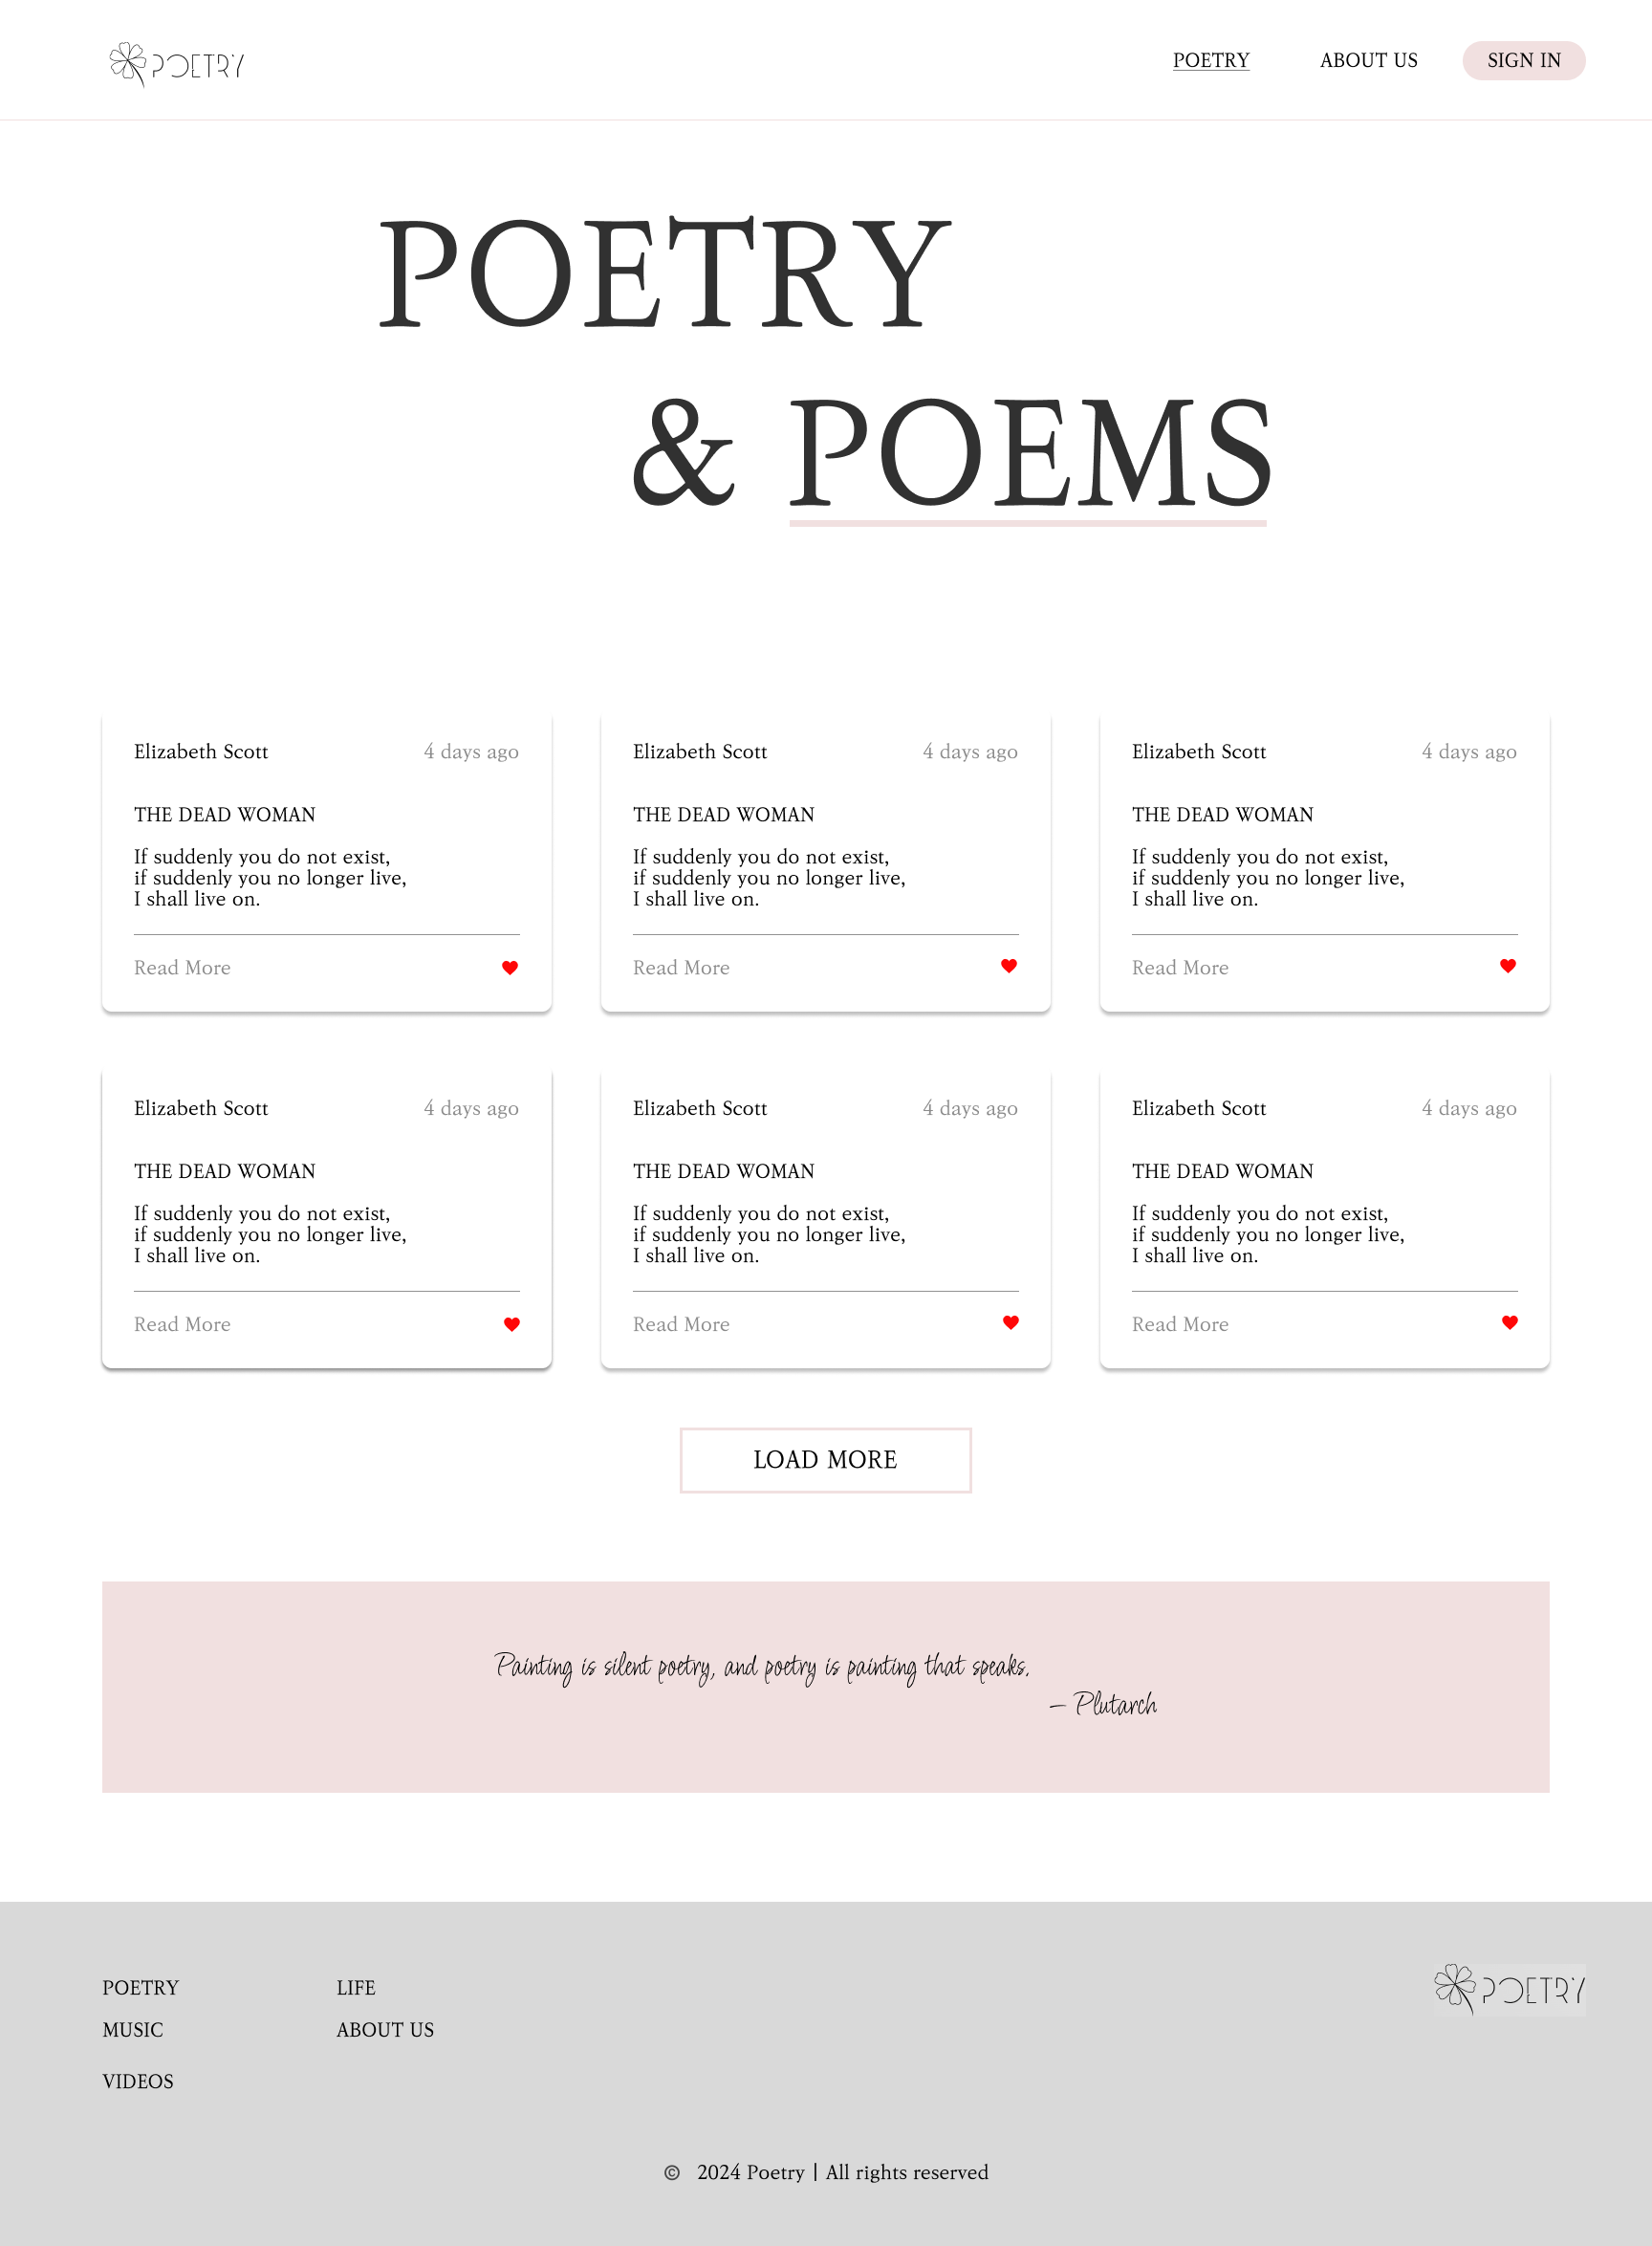 POETRY
POETRY
ABOUT US
SIGN IN
POETRY
& POEMS
Elizabeth Scott
4 days ago
THE DEAD WOMAN
If suddenly you do not exist,
if suddenly you no longer live,
I shall live on.
Read More
Elizabeth Scott
4 days ago
THE DEAD WOMAN
If suddenly you do not exist,
if suddenly you no longer live,
I shall live on.
Read More
Elizabeth Scott
4 days ago
THE DEAD WOMAN
If suddenly you do not exist,
if suddenly you no longer live,
I shall live on.
Read More
Elizabeth Scott
4 days ago
THE DEAD WOMAN
If suddenly you do not exist,
if suddenly you no longer live,
I shall live on.
Read More
Elizabeth Scott
4 days ago
THE DEAD WOMAN
If suddenly you do not exist,
if suddenly you no longer live,
I shall live on.
Read More
Elizabeth Scott
4 days ago
THE DEAD WOMAN
If suddenly you do not exist,
if suddenly you no longer live,
I shall live on.
Read More
LOAD MORE
Painting is silent poetry, and poetry is painting that speaks.
– Plutarch
POETRY
MUSIC
VIDEOS
LIFE
ABOUT US
POETRY
© 2024 Poetry | All rights reserved